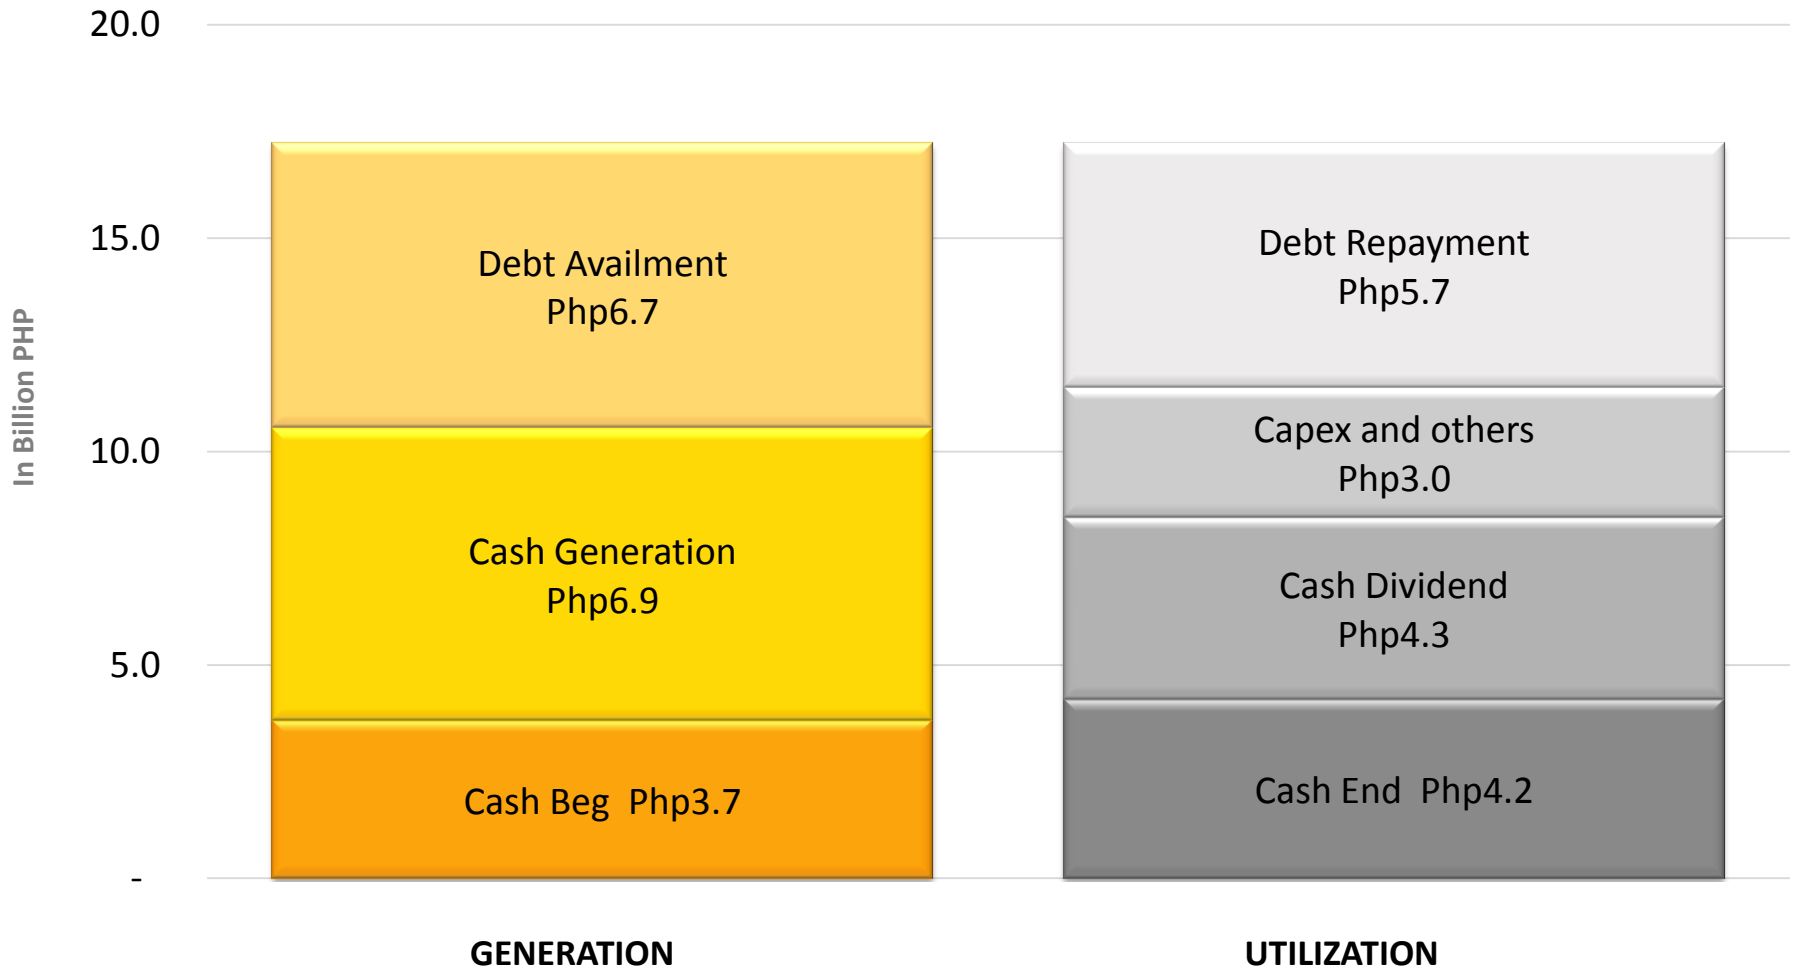 20.0
15.0
10.0
5.0
-
In Billion PHP
Debt Availment
Php6.7
Cash Generation
Php6.9
Cash Beg  Php3.7
Debt Repayment
Php5.7
Capex and others
Php3.0
Cash Dividend
Php4.3
Cash End  Php4.2
GENERATION
UTILIZATION